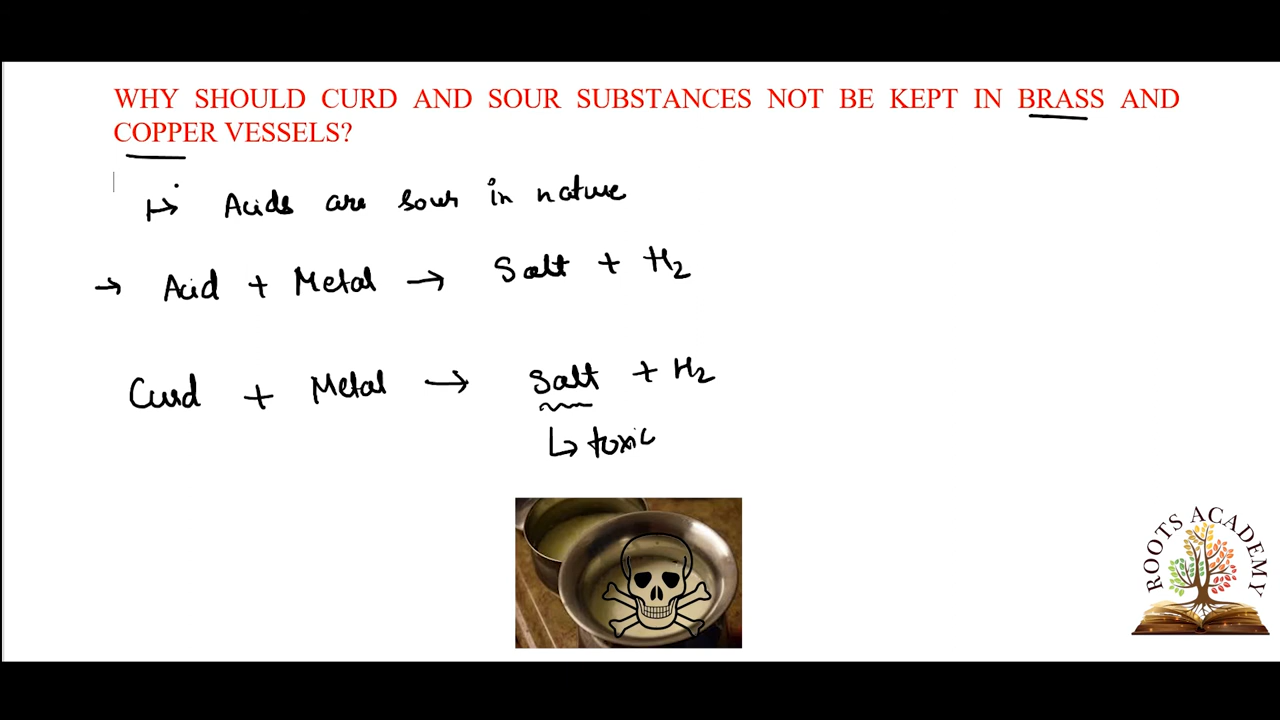 WHY SHOULD CURD AND SOUR SUBSTANCES NOT BE KEPT IN BRASS AND
COPPER VESSELS?
↦ Acids are sour in nature
→ Acid + Metal → Salt + H₂
Curd + Metal → Salt + H₂
↳ toxic
ROOTS ACADEMY